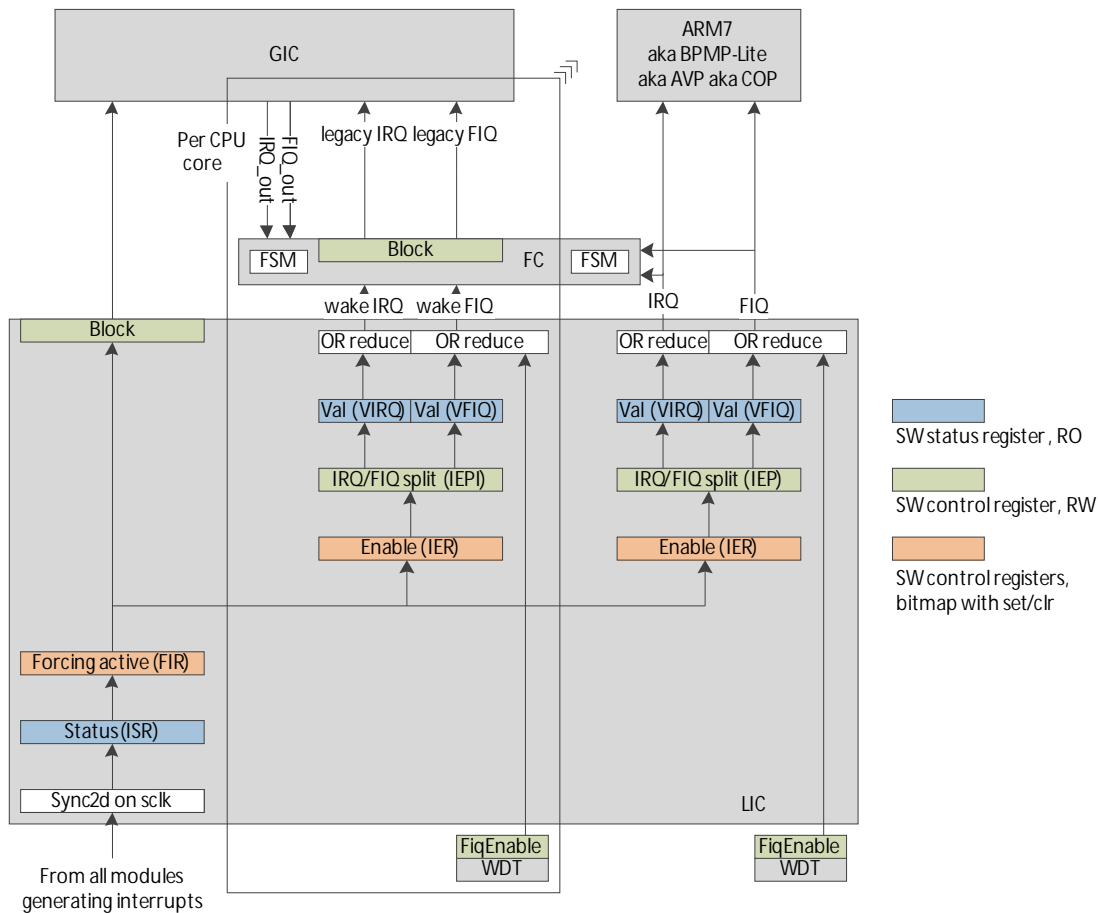 GIC
ARM7
aka BPMP-Lite
aka AVP aka COP
Per CPU
core
IRQ_out
FIQ_out
legacy IRQ
legacy FIQ
FSM
Block
FC
FSM
wake IRQ
wake FIQ
IRQ
FIQ
Block
OR reduce
OR reduce
OR reduce
OR reduce
Val (VIRQ)
Val (VFIQ)
Val (VIRQ)
Val (VFIQ)
SW status register , RO
IRQ/FIQ split (IEPI)
IRQ/FIQ split (IEP)
SW control register, RW
Enable (IER)
Enable (IER)
SW control registers,
bitmap with set/clr
Forcing active (FIR)
Status (ISR)
Sync2d on sclk
LIC
FiqEnable
WDT
FiqEnable
WDT
From all modules
generating interrupts